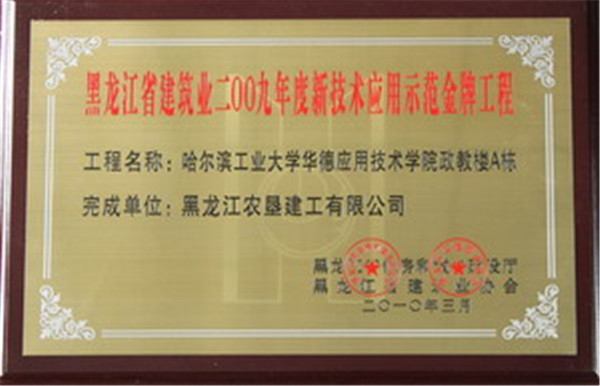 黑龙江省建筑业二00九年度新技术应用示范金牌工程
工程名称：哈尔滨工业大学华德应用技术学院政教楼A栋
完成单位：黑龙江农垦建工有限公司
黑龙江省住房和城乡建设厅
黑龙江省建筑业协会
二〇一〇年三月